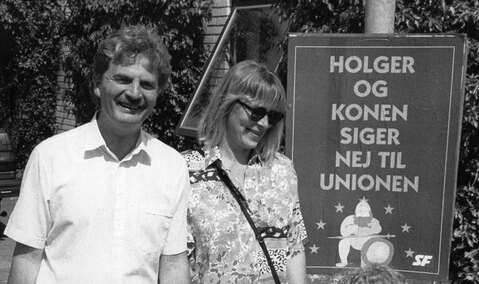 HOLGER
OG
KONEN
SIGER
NEJ TIL
UNIONEN
SF